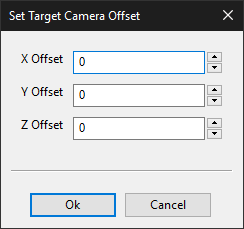 Set Target Camera Offset
X Offset 0
Y Offset 0
Z Offset 0
Ok Cancel